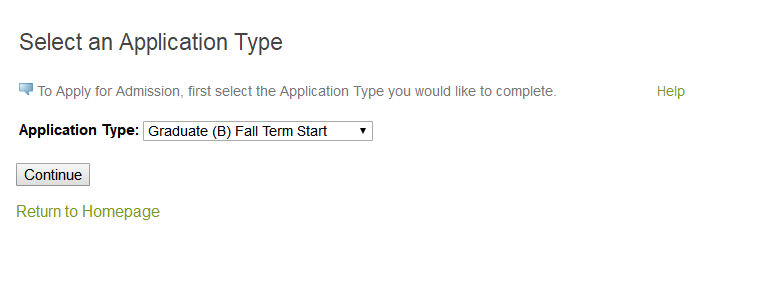 Select an Application Type
To Apply for Admission, first select the Application Type you would like to complete. Help
Application Type: Graduate (B) Fall Term Start
Continue
Return to Homepage